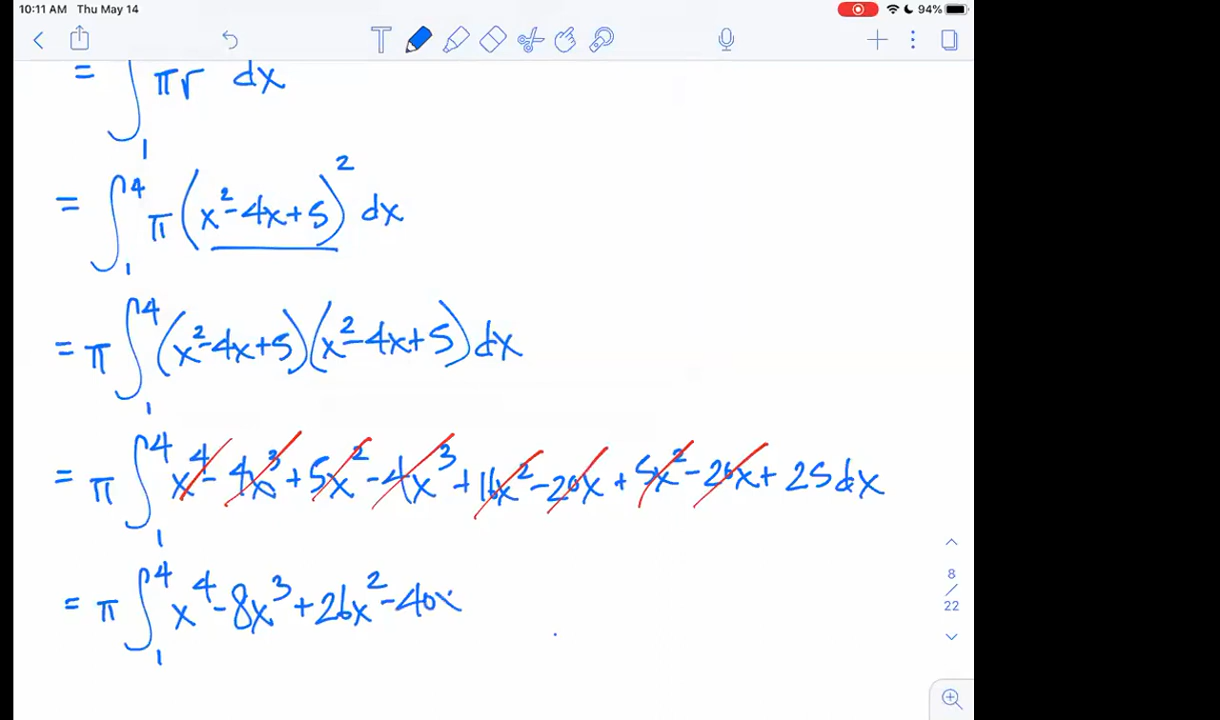 10:11 AM Thu May 14
94%
= ∫₁ πr dx
= ∫₁⁴ π(x²-4x+5)² dx
= π ∫₁⁴ (x²-4x+5)(x²-4x+5) dx
= π ∫₁⁴ x⁴-4x³+5x²-4x³+16x²-20x+5x²-20x+25 dx
8
/
22
= π ∫₁⁴ x⁴-8x³+26x²-40x